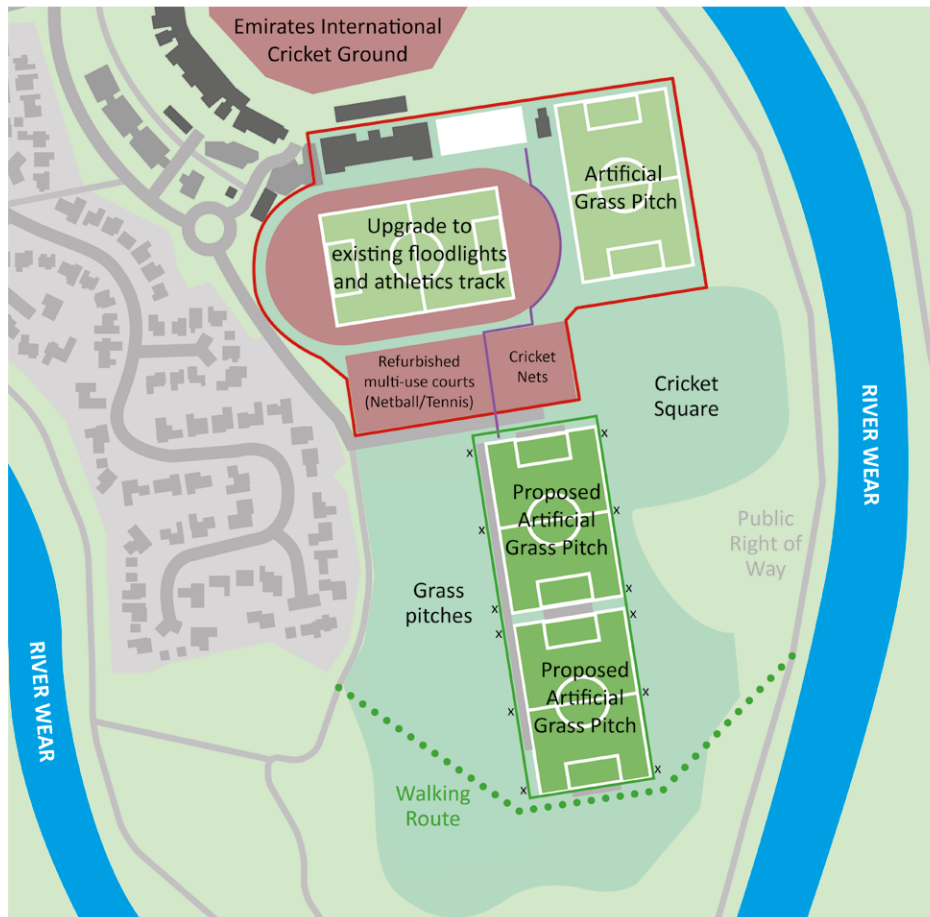 Emirates International
Cricket Ground
Artificial
Grass Pitch
Upgrade to
existing floodlights
and athletics track
Refurbished
multi-use courts
(Netball/Tennis)
Cricket
Nets
Cricket
Square
RIVER WEAR
x
x
Proposed
Artificial
Grass Pitch
x
x
Public
Right of
Way
Grass
pitches
x
x
x
x
RIVER WEAR
Proposed
Artificial
Grass Pitch
x
x
x
x
Walking
Route